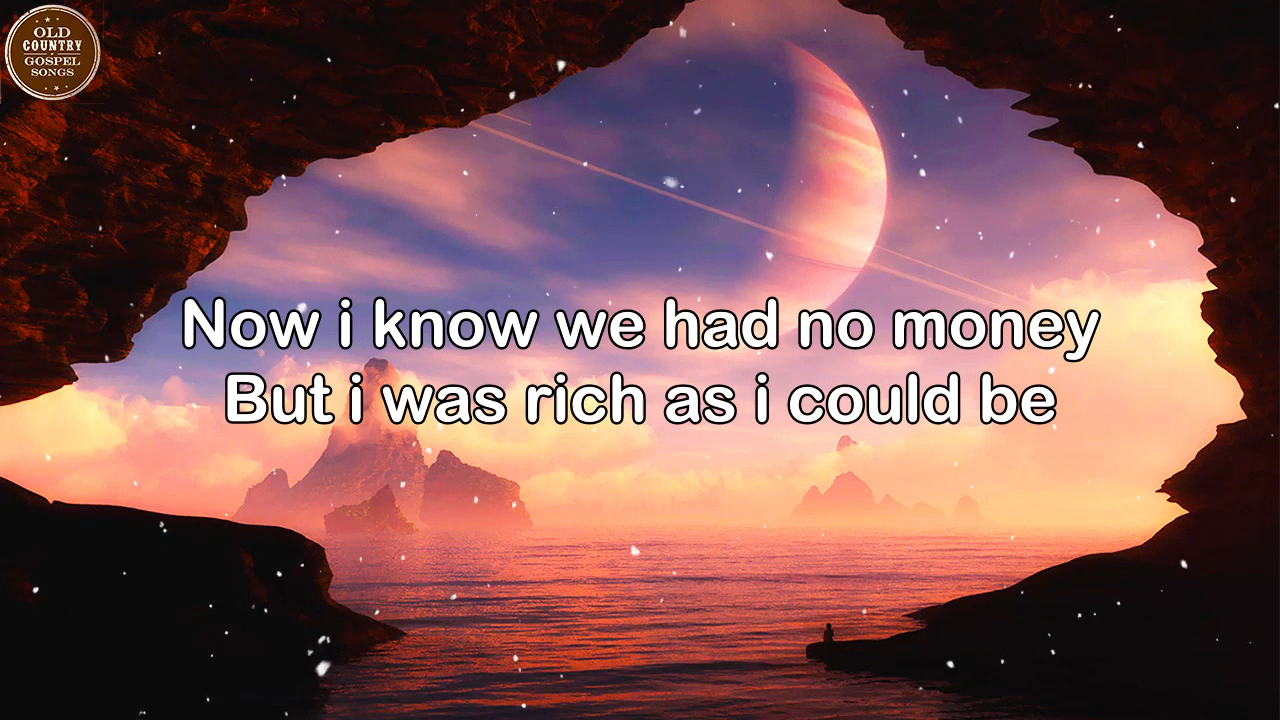 OLD
COUNTRY
GOSPEL
SONGS
Now i know we had no money
But i was rich as i could be